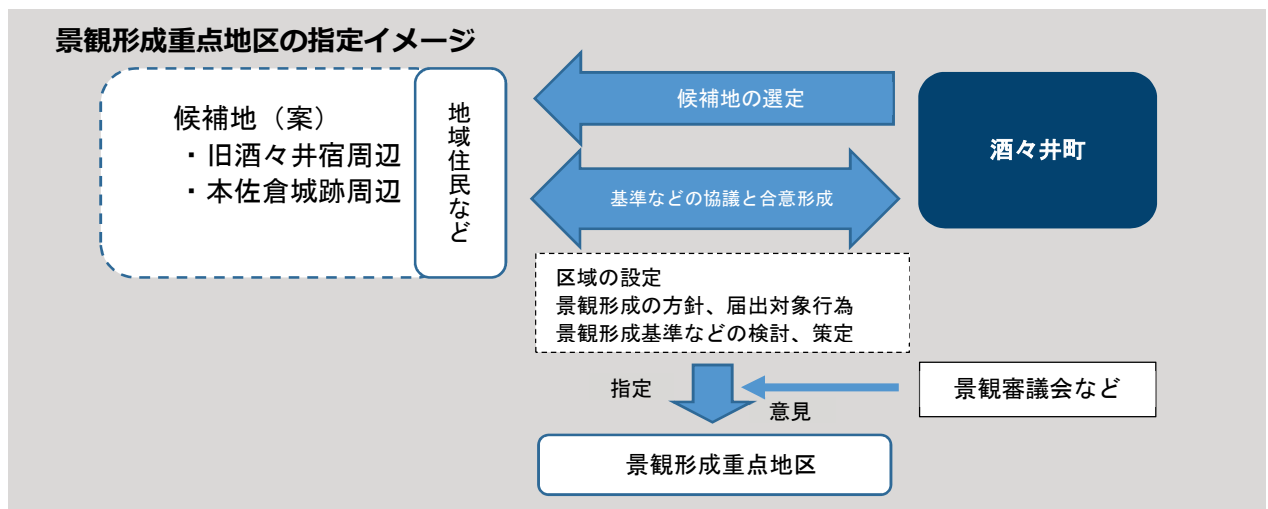 景観形成重点地区の指定イメージ
候補地（案）
・旧酒々井宿周辺
・本佐倉城跡周辺
地域住民など
候補地の選定
酒々井町
基準などの協議と合意形成
区域の設定
景観形成の方針、届出対象行為
景観形成基準などの検討、策定
指定
意見
景観審議会など
景観形成重点地区